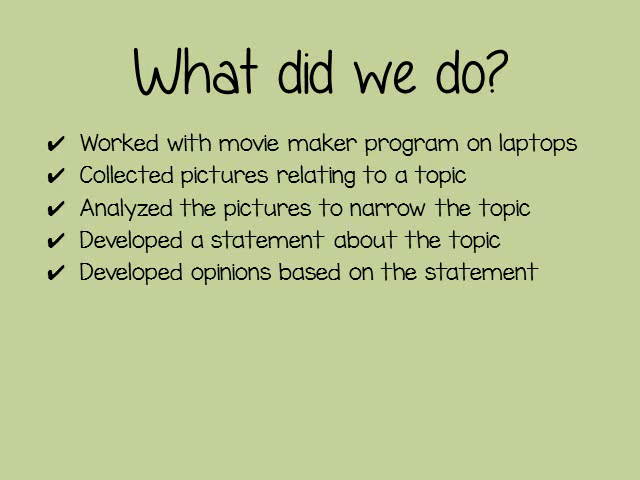 What did we do?
✔ Worked with movie maker program on laptops
✔ Collected pictures relating to a topic
✔ Analyzed the pictures to narrow the topic
✔ Developed a statement about the topic
✔ Developed opinions based on the statement